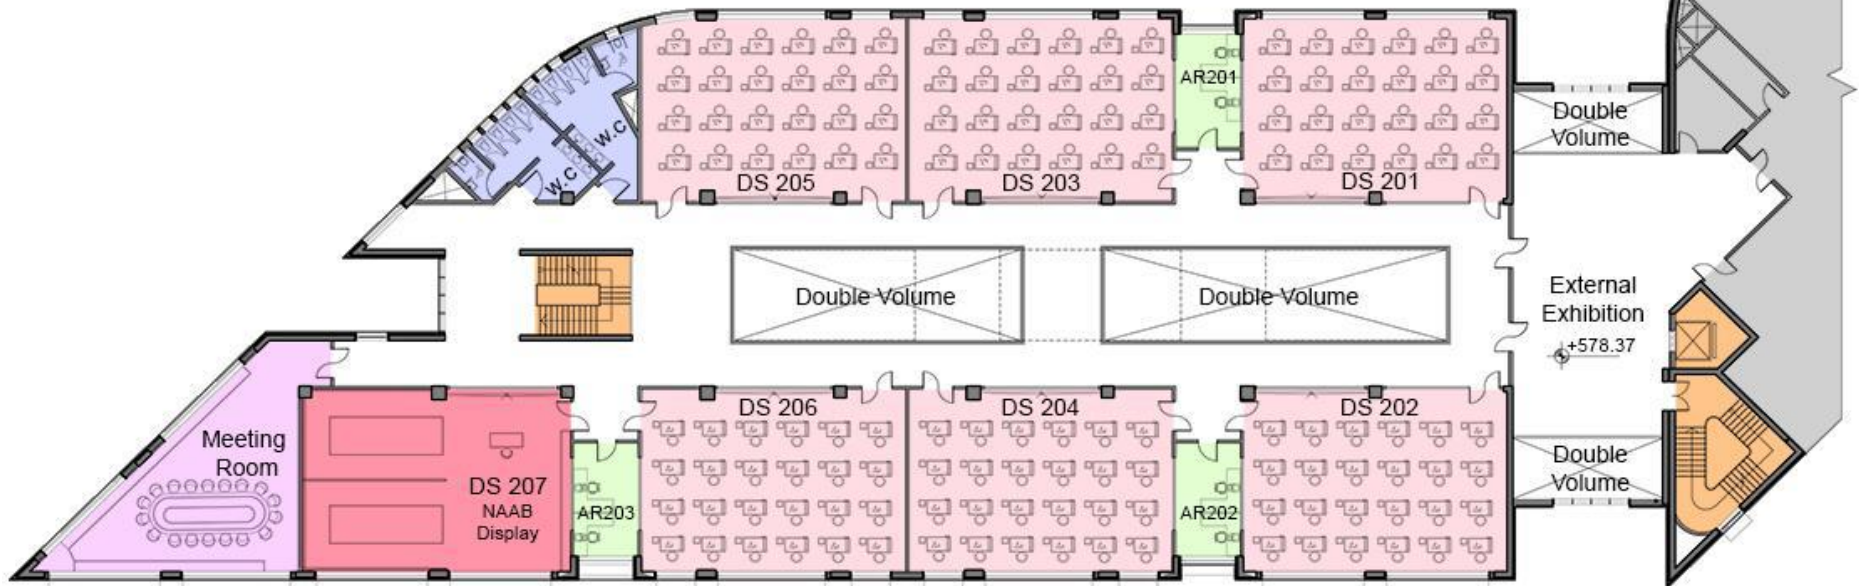 AR201
W.C
W.C
DS 205
DS 203
DS 201
Double
Volume
Double Volume
Double Volume
External
Exhibition
+578.37
Meeting
Room
DS 207
NAAB
Display
AR203
DS 206
DS 204
AR202
DS 202
Double
Volume